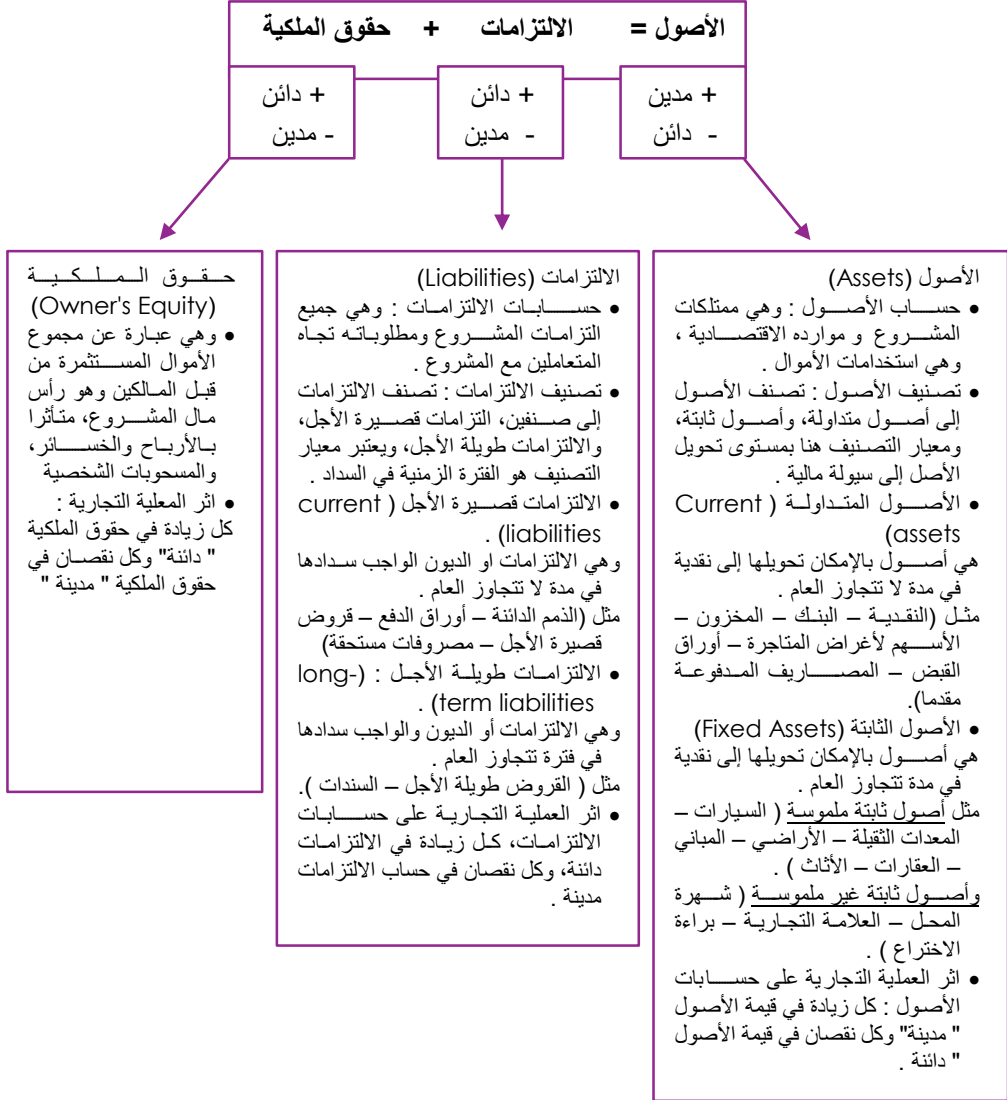 الأصول = الالتزامات + حقوق الملكية
+ مدين
- دائن
+ دائن
- مدين
+ دائن
- مدين
الأصول (Assets)
• حساب الأصول : وهي ممتلكات
المشروع و موارده الاقتصادية ،
وهي استخدامات الأموال .
• تصنيف الأصول : تصنف الأصول
إلى أصول متداولة، وأصول ثابتة،
ومعيار التصنيف هنا بمستوى تحويل
الأصل إلى سيولة مالية .
• الأصول المتداولة (Current
assets)
هي أصول بالإمكان تحويلها إلى نقدية
في مدة لا تتجاوز العام .
مثل (النقدية – البنك – المخزون –
الأسهم لأغراض المتاجرة – أوراق
القبض – المصاريف المدفوعة
مقدما).
• الأصول الثابتة (Fixed Assets)
هي أصول بالإمكان تحويلها إلى نقدية
في مدة تتجاوز العام .
مثل أصول ثابتة ملموسة ( السيارات –
المعدات الثقيلة – الأراضي – المباني
– العقارات – الأثاث ) .
وأصول ثابتة غير ملموسة ( شهرة
المحل – العلامة التجارية – براءة
الاختراع ) .
• اثر العملية التجارية على حسابات
الأصول : كل زيادة في قيمة الأصول
" مدينة" وكل نقصان في قيمة الأصول
" دائنة .
الالتزامات (Liabilities)
• حسابات الالتزامات : وهي جميع
التزامات المشروع ومطلوباته تجاه
المتعاملين مع المشروع .
• تصنيف الالتزامات : تصنف الالتزامات
إلى صنفين، التزامات قصيرة الأجل،
والالتزامات طويلة الأجل، ويعتبر معيار
التصنيف هو الفترة الزمنية في السداد .
• الالتزامات قصيرة الأجل ( current
liabilities) .
وهي الالتزامات او الديون الواجب سدادها
في مدة لا تتجاوز العام .
مثل (الذمم الدائنة – أوراق الدفع – قروض
قصيرة الأجل – مصروفات مستحقة)
• الالتزامات طويلة الأجل : (long-
term liabilities) .
وهي الالتزامات أو الديون والواجب سدادها
في فترة تتجاوز العام .
مثل ( القروض طويلة الأجل – السندات ).
• اثر العملية التجارية على حسابات
الالتزامات، كل زيادة في الالتزامات
دائنة، وكل نقصان في حساب الالتزامات
مدينة .
حقوق الملكية
(Owner's Equity)
• وهي عبارة عن مجموع
الأموال المستثمرة من
قبل المالكين وهو رأس
مال المشروع، متأثرا
بالأرباح والخسائر،
والمسحوبات الشخصية
• اثر المعلية التجارية :
كل زيادة في حقوق الملكية
" دائنة" وكل نقصان في
حقوق الملكية " مدينة "